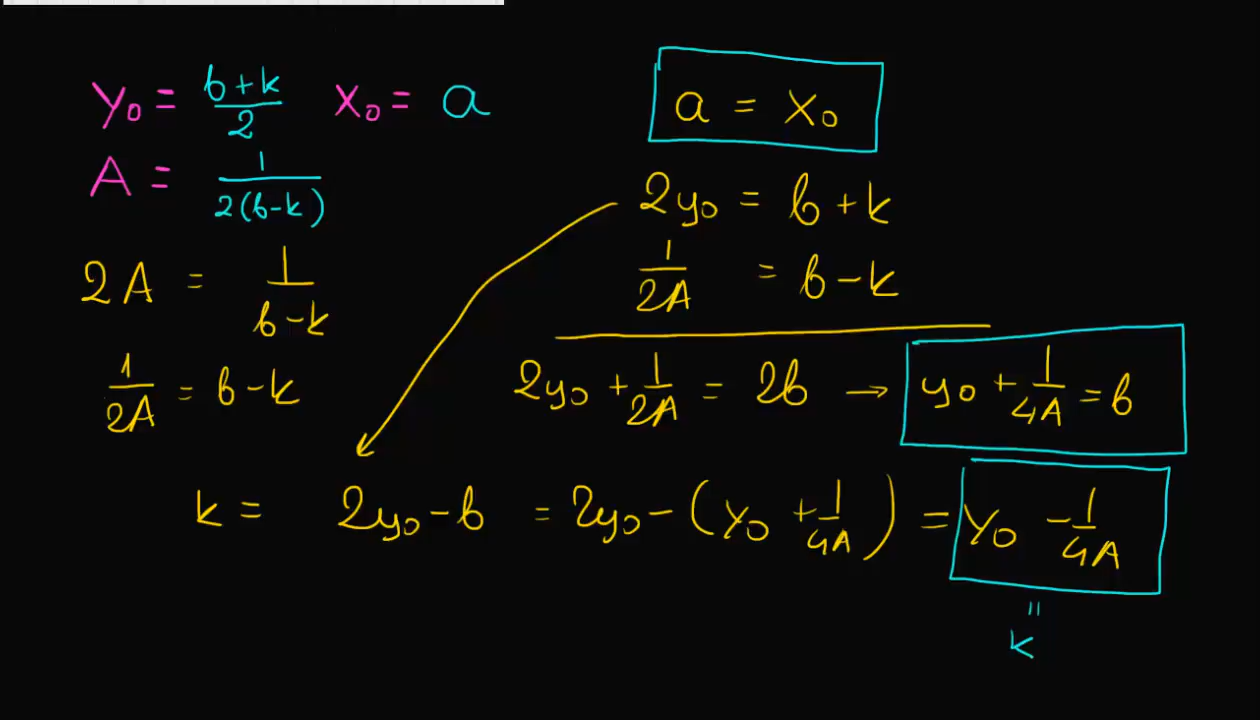 y₀ = (b+k)/2   x₀ = a
A = 1/(2(b-k))
2A = 1/(b-k)
1/(2A) = b-k
a = x₀
2y₀ = b+k
1/(2A) = b-k
2y₀ + 1/(2A) = 2b → y₀ + 1/(4A) = b
k = 2y₀ - b = 2y₀ - (y₀ + 1/(4A)) = y₀ - 1/(4A)
"
k